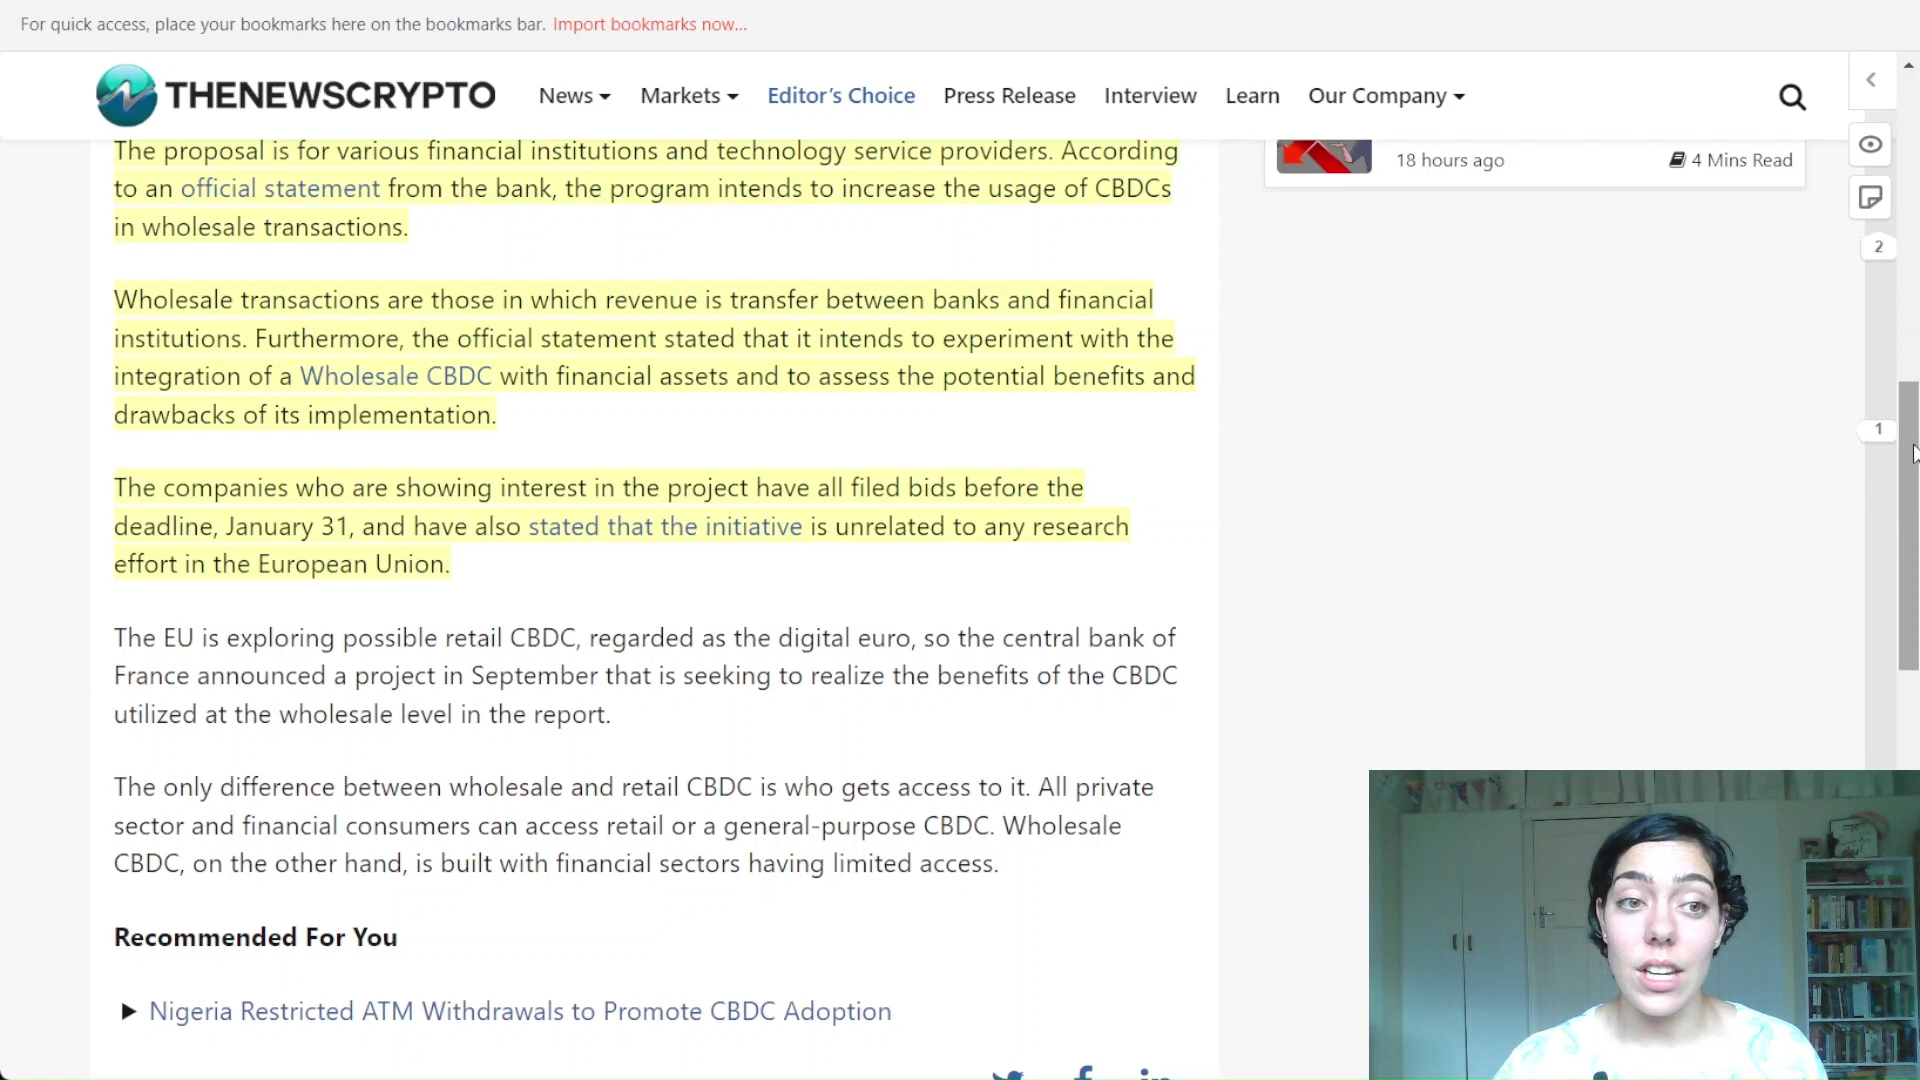 For quick access, place your bookmarks here on the bookmarks bar. Import bookmarks now...
THENEWSCRYPTO News Markets Editor's Choice Press Release Interview Learn Our Company
The proposal is for various financial institutions and technology service providers. According
to an official statement from the bank, the program intends to increase the usage of CBDCs
in wholesale transactions.
18 hours ago 4 Mins Read
2
Wholesale transactions are those in which revenue is transfer between banks and financial
institutions. Furthermore, the official statement stated that it intends to experiment with the
integration of a Wholesale CBDC with financial assets and to assess the potential benefits and
drawbacks of its implementation.
1
The companies who are showing interest in the project have all filed bids before the
deadline, January 31, and have also stated that the initiative is unrelated to any research
effort in the European Union.
The EU is exploring possible retail CBDC, regarded as the digital euro, so the central bank of
France announced a project in September that is seeking to realize the benefits of the CBDC
utilized at the wholesale level in the report.
The only difference between wholesale and retail CBDC is who gets access to it. All private
sector and financial consumers can access retail or a general-purpose CBDC. Wholesale
CBDC, on the other hand, is built with financial sectors having limited access.
Recommended For You
Nigeria Restricted ATM Withdrawals to Promote CBDC Adoption